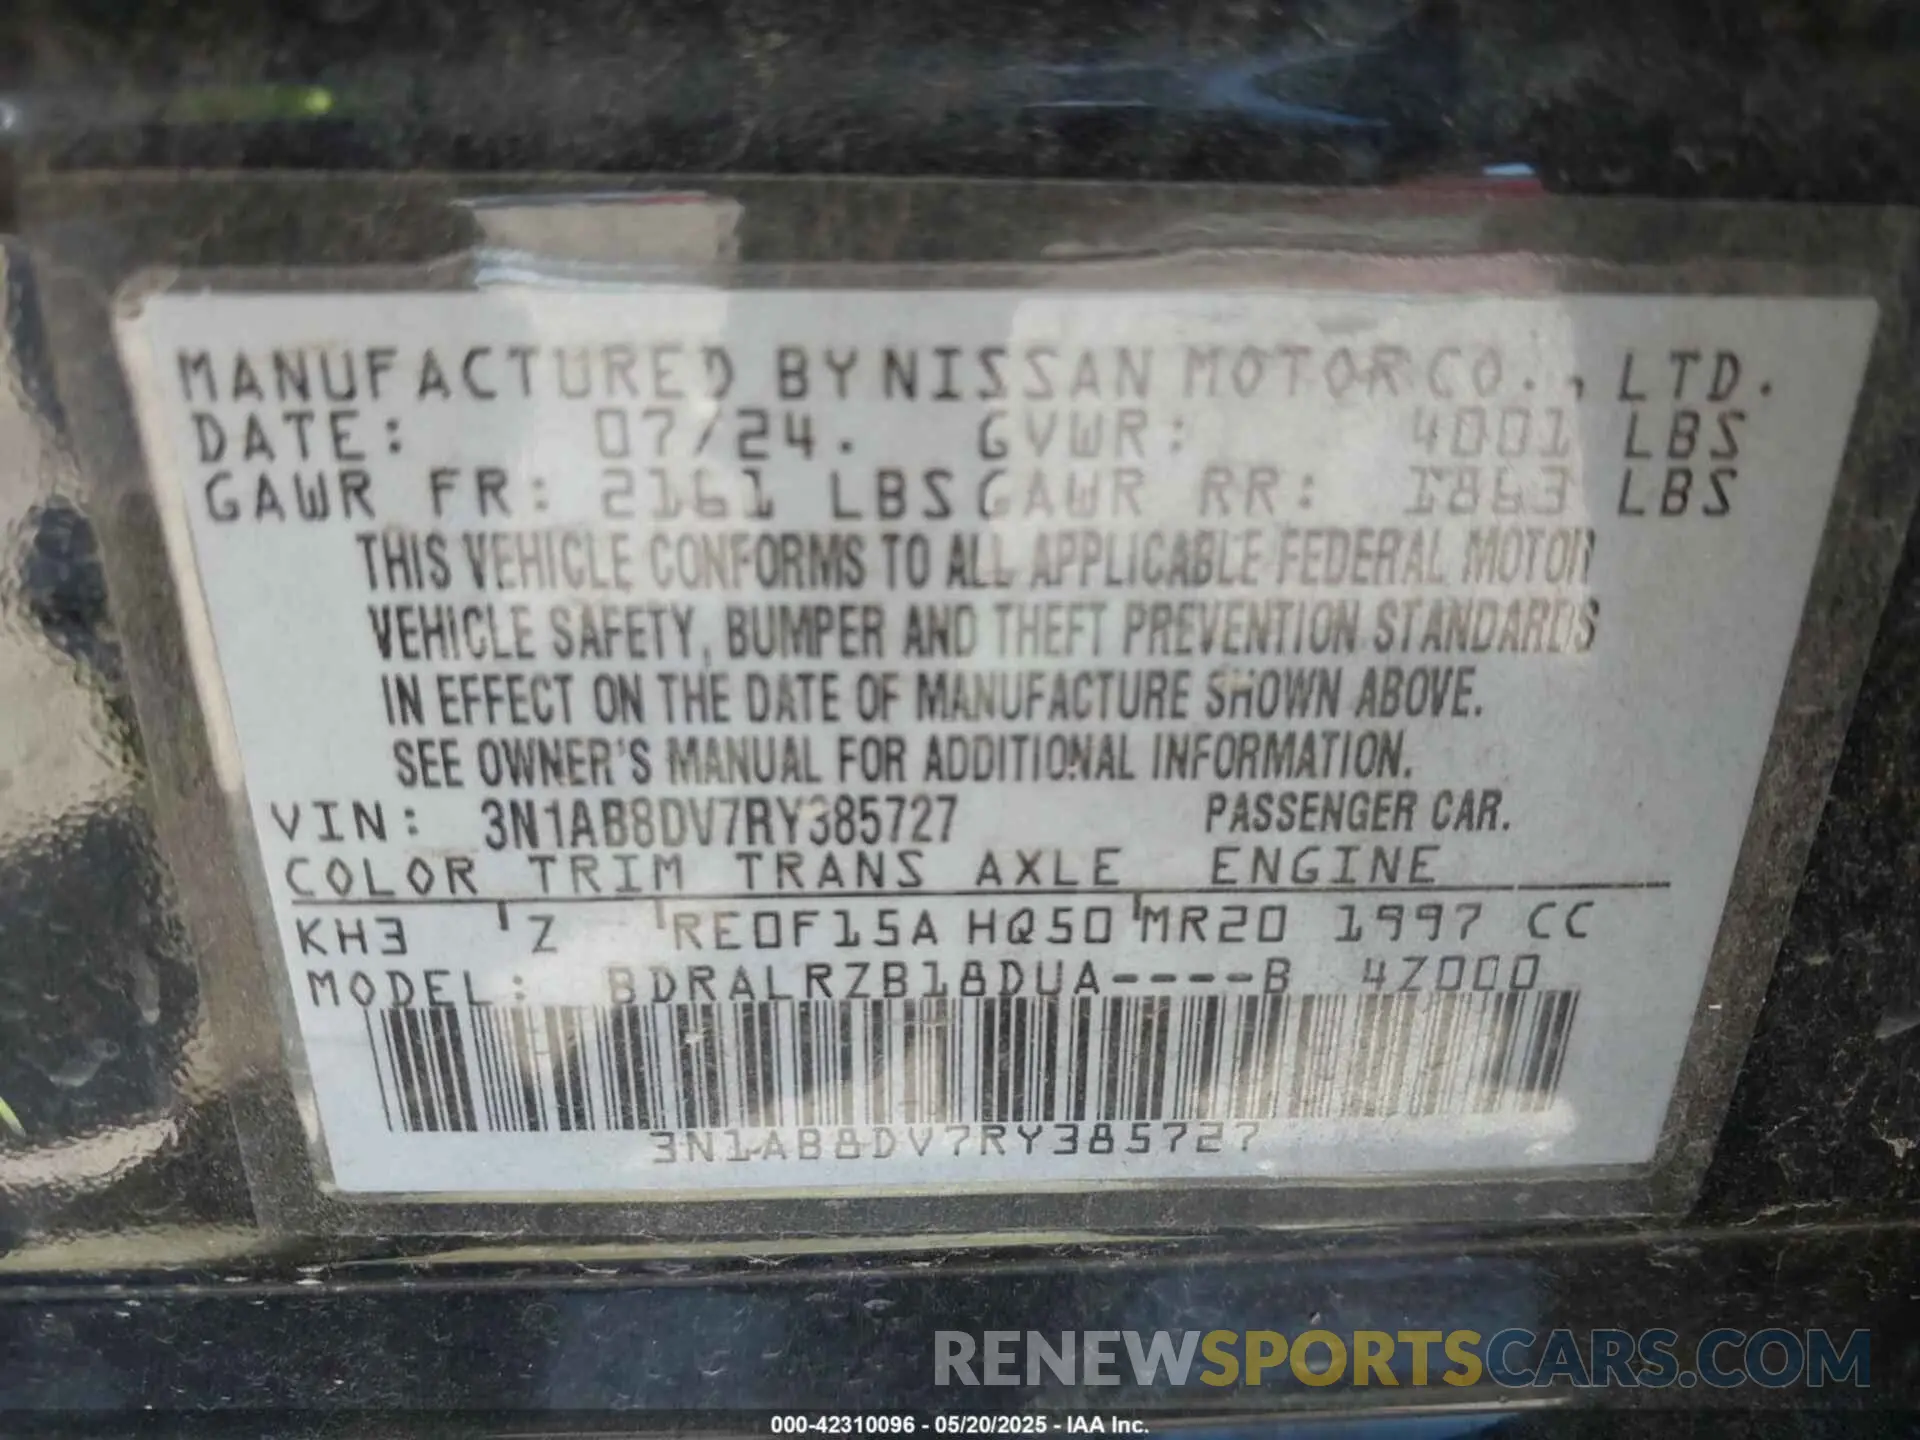 MANUFACTURED BY NISSAN MOTOR CO., LTD.
DATE: 07/24. GVWR: 4001 LBS
GAWR FR: 2161 LBS GAWR RR: 1863 LBS
THIS VEHICLE CONFORMS TO ALL APPLICABLE FEDERAL MOTOR
VEHICLE SAFETY, BUMPER AND THEFT PREVENTION STANDARDS
IN EFFECT ON THE DATE OF MANUFACTURE SHOWN ABOVE.
SEE OWNER'S MANUAL FOR ADDITIONAL INFORMATION.
VIN: 3N1AB8DV7RY385727 PASSENGER CAR.
COLOR TRIM TRANS AXLE ENGINE
KH3 Z RE0F15A HQ50 MR20 1997 CC
MODEL: BDRALRZB18DUA----B 4Z000
3N1AB8DV7RY385727
RENEWSPORTSCARS.COM
000-42310096 - 05/20/2025 - IAA Inc.